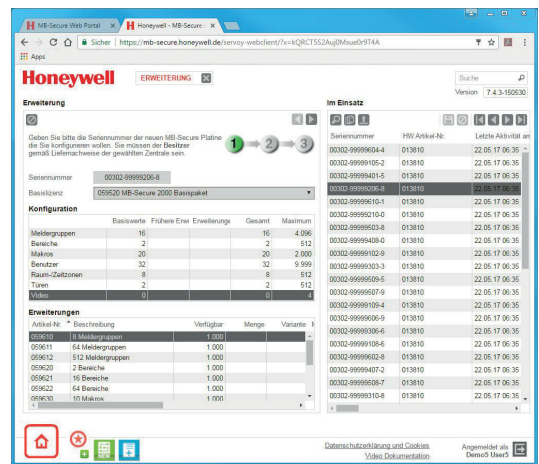 MB-Secure Web Portal
Honeywell - MB-Secure
Sicher | https://mb-secure.honeywell.de/servoy-webclient/?x=kQRCT5S2Auj0Msue0r9T4A
Apps
Honeywell
ERWEITERUNG
Suche
Version 7.4.3-150530
Erweiterung
Geben Sie bitte die Seriennummer der neuen MB-Secure Platine
die Sie konfigurieren wollen. Sie müssen der Besitzer
gemäß Liefernachweise der gewählten Zentrale sein.
1 2 3
Seriennummer 00302-99999206-8
Basislizenz 059520 MB-Secure 2000 Basispaket
Konfiguration
Basiswerte Frühere Erw Erweiterunge Gesamt Maximum
Meldergruppen 16 16 4.096
Bereiche 2 2 512
Makros 20 20 2.000
Benutzer 32 32 9.999
Raum-/Zeitzonen 8 8 512
Türen 2 2 512
Video 0 0 4
Erweiterungen
Artikel-Nr. Beschreibung Verfügbar Menge Variante
059610 8 Meldergruppen 1.000
059611 64 Meldergruppen 1.000
059612 512 Meldergruppen 1.000
059620 2 Bereiche 1.000
059621 16 Bereiche 1.000
059622 64 Bereiche 1.000
059630 10 Makros 1.000
Im Einsatz
Seriennummer HW Artikel-Nr. Letzte Aktivität am
00302-99999604-4 013810 22.05.17 06:35
00302-99999105-2 013810 22.05.17 06:35
00302-99999401-5 013810 22.05.17 06:35
00302-99999206-8 013810 22.05.17 06:35
00302-99999610-1 013810 22.05.17 06:35
00302-99999210-0 013810 22.05.17 06:35
00302-99999503-8 013810 22.05.17 06:35
00302-99999408-0 013810 22.05.17 06:35
00302-99999102-9 013810 22.05.17 06:35
00302-99999303-3 013810 22.05.17 06:35
00302-99999509-5 013810 22.05.17 06:35
00302-99999507-9 013810 22.05.17 06:35
00302-99999109-4 013810 22.05.17 06:35
00302-99999606-9 013810 22.05.17 06:35
00302-99999306-6 013810 22.05.17 06:35
00302-99999108-6 013810 22.05.17 06:35
00302-99999602-8 013810 22.05.17 06:35
00302-99999407-2 013810 22.05.17 06:35
00302-99999508-7 013810 22.05.17 06:35
00302-99999310-8 013810 22.05.17 06:35
NEW
Datenschutzerklärung und Cookies
Video Dokumentation
Angemeldet als
Demo5 User5